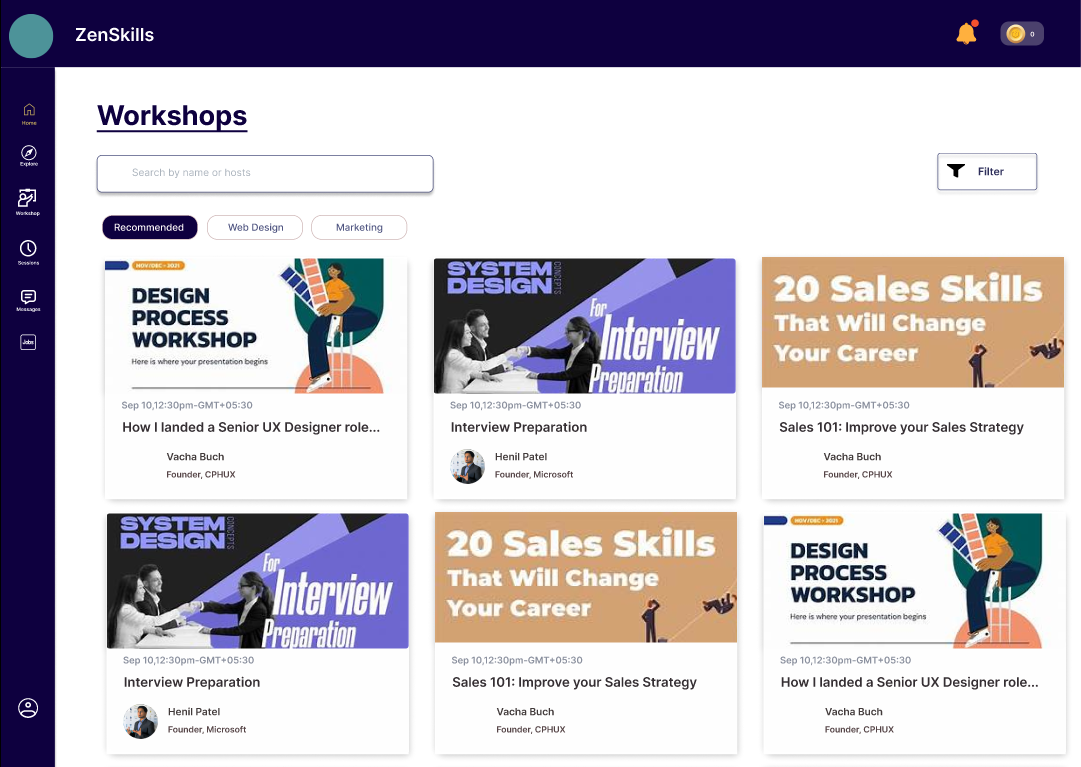 ZenSkills
0
Home
Explore
Workshop
Sessions
Messages
Jobs
Workshops
Search by name or hosts
Filter
Recommended
Web Design
Marketing
NOV/DEC • 2021
DESIGN
PROCESS
WORKSHOP
Here is where your presentation begins
Sep 10,12:30pm-GMT+05:30
How I landed a Senior UX Designer role...
Vacha Buch
Founder, CPHUX
SYSTEM
DESIGN
CONCEPTS
For
Interview
Preparation
Sep 10,12:30pm-GMT+05:30
Interview Preparation
Henil Patel
Founder, Microsoft
20 Sales Skills
That Will Change
Your Career
Sep 10,12:30pm-GMT+05:30
Sales 101: Improve your Sales Strategy
Vacha Buch
Founder, CPHUX
SYSTEM
DESIGN
CONCEPTS
For
Interview
Preparation
Sep 10,12:30pm-GMT+05:30
Interview Preparation
Henil Patel
Founder, Microsoft
20 Sales Skills
That Will Change
Your Career
Sep 10,12:30pm-GMT+05:30
Sales 101: Improve your Sales Strategy
Vacha Buch
Founder, CPHUX
NOV/DEC • 2021
DESIGN
PROCESS
WORKSHOP
Here is where your presentation begins
Sep 10,12:30pm-GMT+05:30
How I landed a Senior UX Designer role...
Vacha Buch
Founder, CPHUX